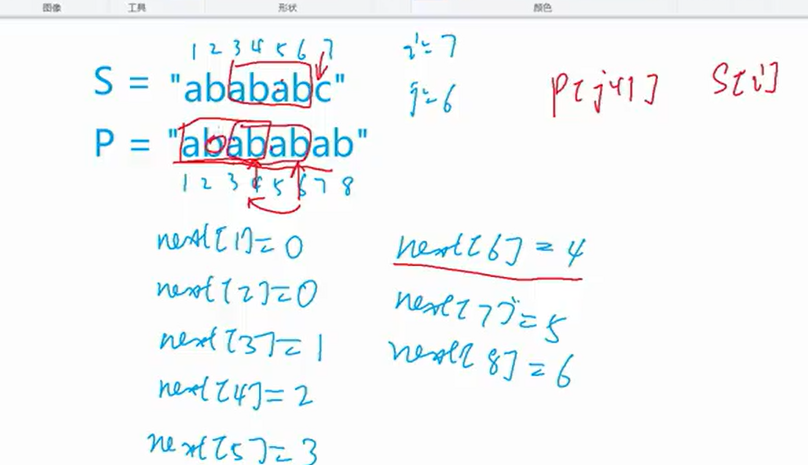 图像 工具 形状 颜色
1 2 3 4 5 6 7
S = "abababc"
i=7
j=6
P[j+1] S[i]
P = "abababab"
1 2 3 4 5 6 7 8
next[1]=0
next[2]=0
next[3]=1
next[4]=2
next[5]=3
next[6]=4
next[7]=5
next[8]=6